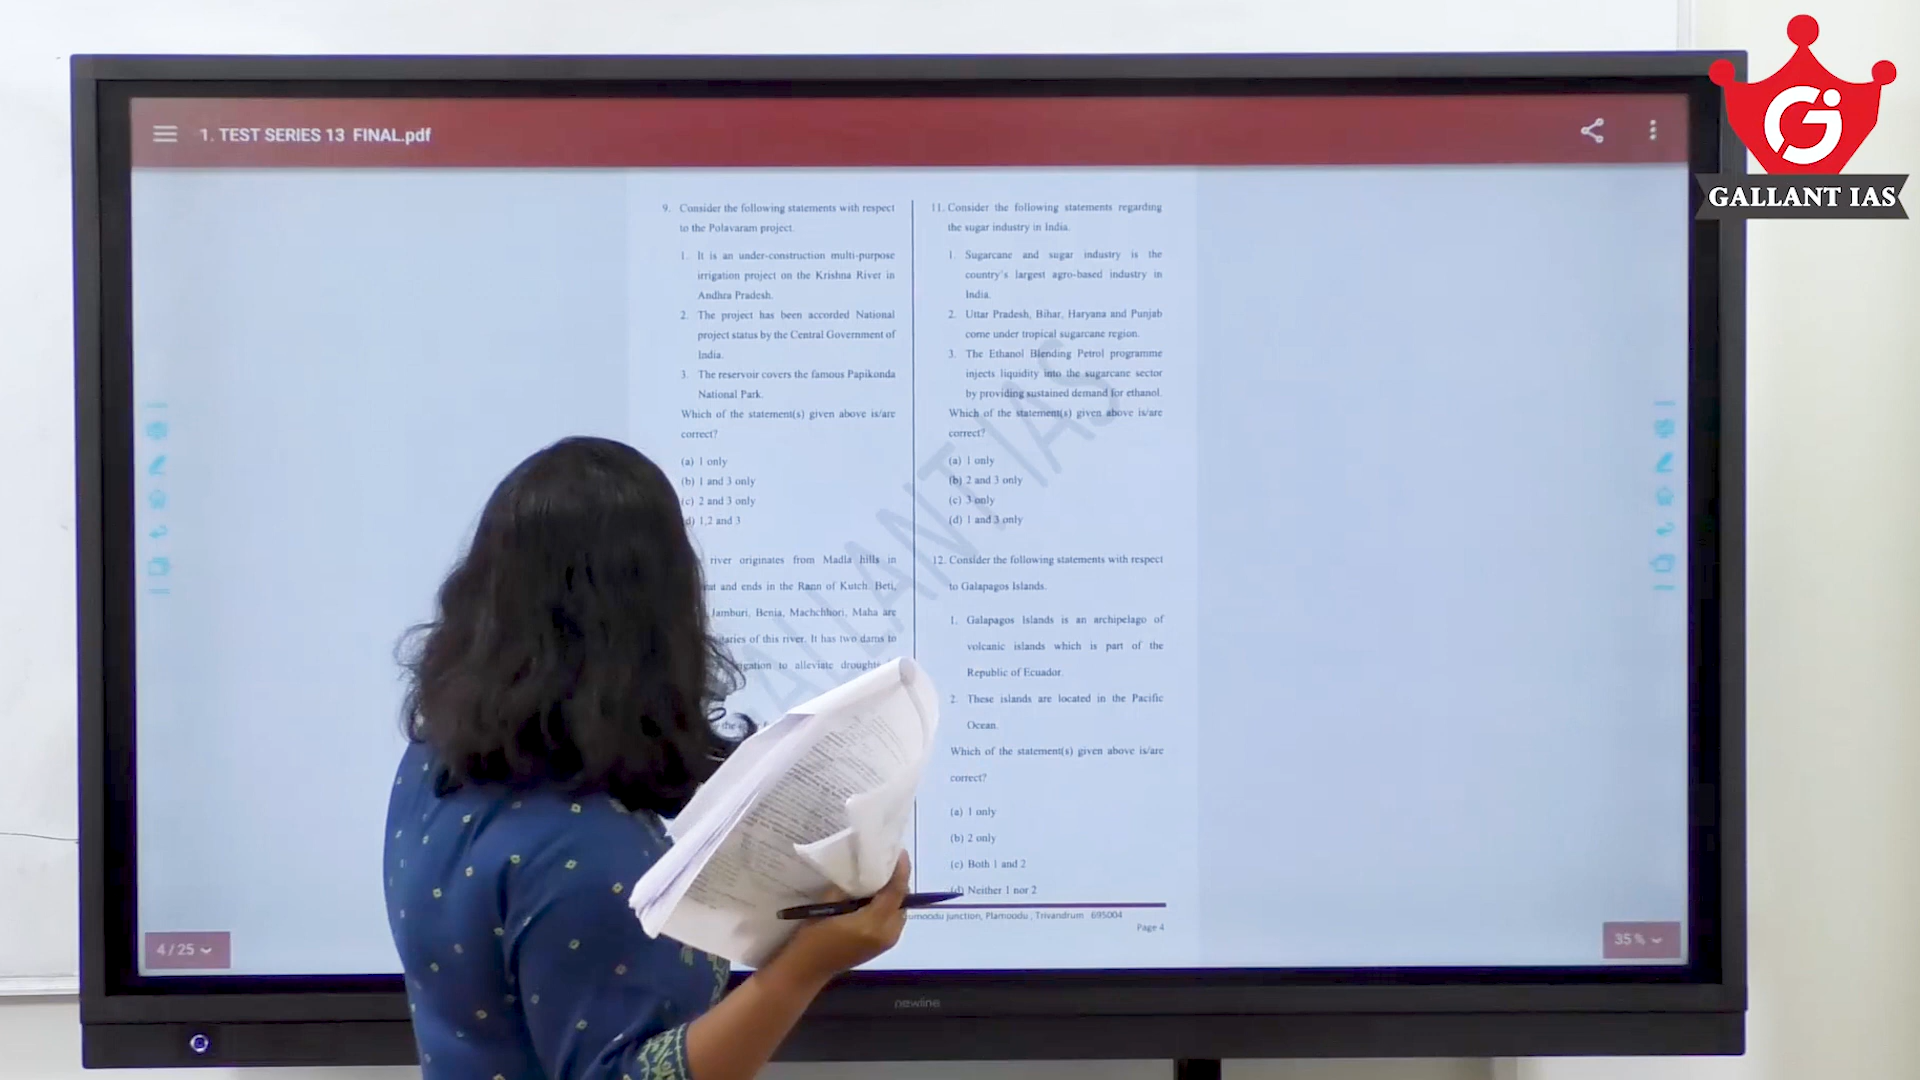 1. TEST SERIES 13 FINAL.pdf
GALLANT IAS
9. Consider the following statements with respect
to the Polavaram project.
1. It is an under-construction multi-purpose
irrigation project on the Krishna River in
Andhra Pradesh.
2. The project has been accorded National
project status by the Central Government of
India.
3. The reservoir covers the famous Papikonda
National Park.
Which of the statement(s) given above is/are
correct?
(a) 1 only
(b) 1 and 3 only
(c) 2 and 3 only
d) 1,2 and 3
river originates from Madla hills in
and ends in the Rann of Kutch. Beti,
Jamburi, Benia, Machchhori, Maha are
of this river. It has two dams to
to alleviate
11. Consider the following statements regarding
the sugar industry in India.
1. Sugarcane and sugar industry is the
country's largest agro-based industry in
India.
2. Uttar Pradesh, Bihar, Haryana and Punjab
come under tropical sugarcane region.
3. The Ethanol Blending Petrol programme
injects liquidity into the sugarcane sector
by providing sustained demand for ethanol.
Which of the statement(s) given above is/are
correct?
(a) 1 only
(b) 2 and 3 only
(c) 3 only
(d) 1 and 3 only
12. Consider the following statements with respect
to Galapagos Islands.
1. Galapagos Islands is an archipelago of
volcanic islands which is part of the
Republic of Ecuador.
2. These islands are located in the Pacific
Ocean.
Which of the statement(s) given above is/are
correct?
(a) 1 only
(b) 2 only
(c) Both 1 and 2
(d) Neither 1 nor 2
junction, Plamoodu , Trivandrum 695004
Page 4
GALLANT IAS
4 / 25
35 %
newline